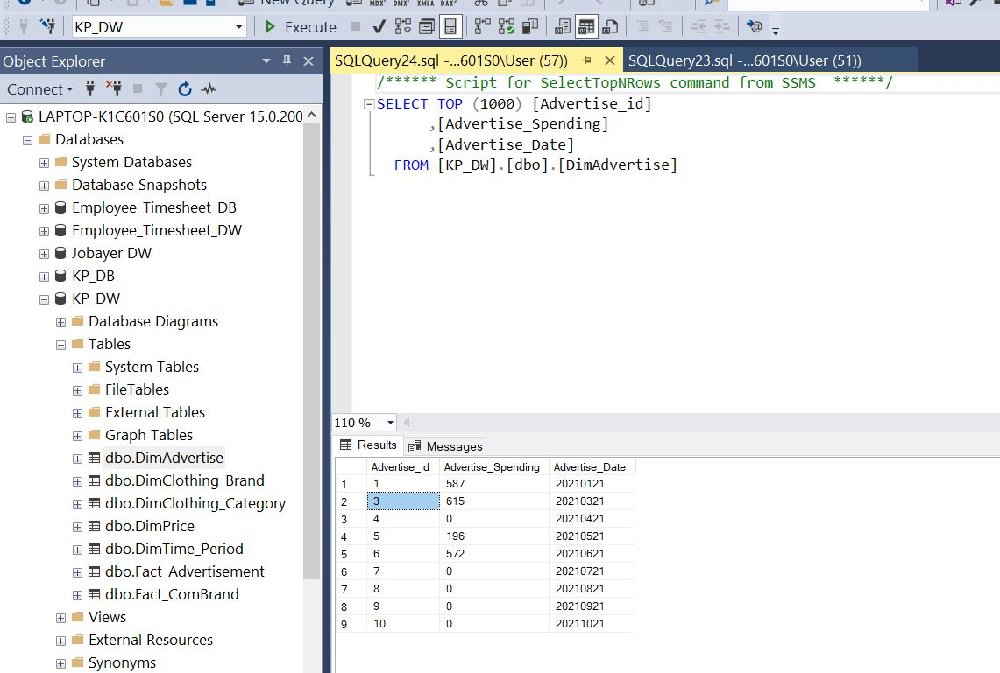 New Query MDX DMX XMLA DAX
KP_DW Execute
Object Explorer
Connect
LAPTOP-K1C601S0 (SQL Server 15.0.200
Databases
System Databases
Database Snapshots
Employee_Timesheet_DB
Employee_Timesheet_DW
Jobayer DW
KP_DB
KP_DW
Database Diagrams
Tables
System Tables
FileTables
External Tables
Graph Tables
dbo.DimAdvertise
dbo.DimClothing_Brand
dbo.DimClothing_Category
dbo.DimPrice
dbo.DimTime_Period
dbo.Fact_Advertisement
dbo.Fact_ComBrand
Views
External Resources
Synonyms
SQLQuery24.sql -...601S0\User (57)) SQLQuery23.sql -...601S0\User (51))
/****** Script for SelectTopNRows command from SSMS ******/
SELECT TOP (1000) [Advertise_id]
,[Advertise_Spending]
,[Advertise_Date]
FROM [KP_DW].[dbo].[DimAdvertise]
110 %
Results Messages
Advertise_id Advertise_Spending Advertise_Date
1 1 587 20210121
2 3 615 20210321
3 4 0 20210421
4 5 196 20210521
5 6 572 20210621
6 7 0 20210721
7 8 0 20210821
8 9 0 20210921
9 10 0 20211021